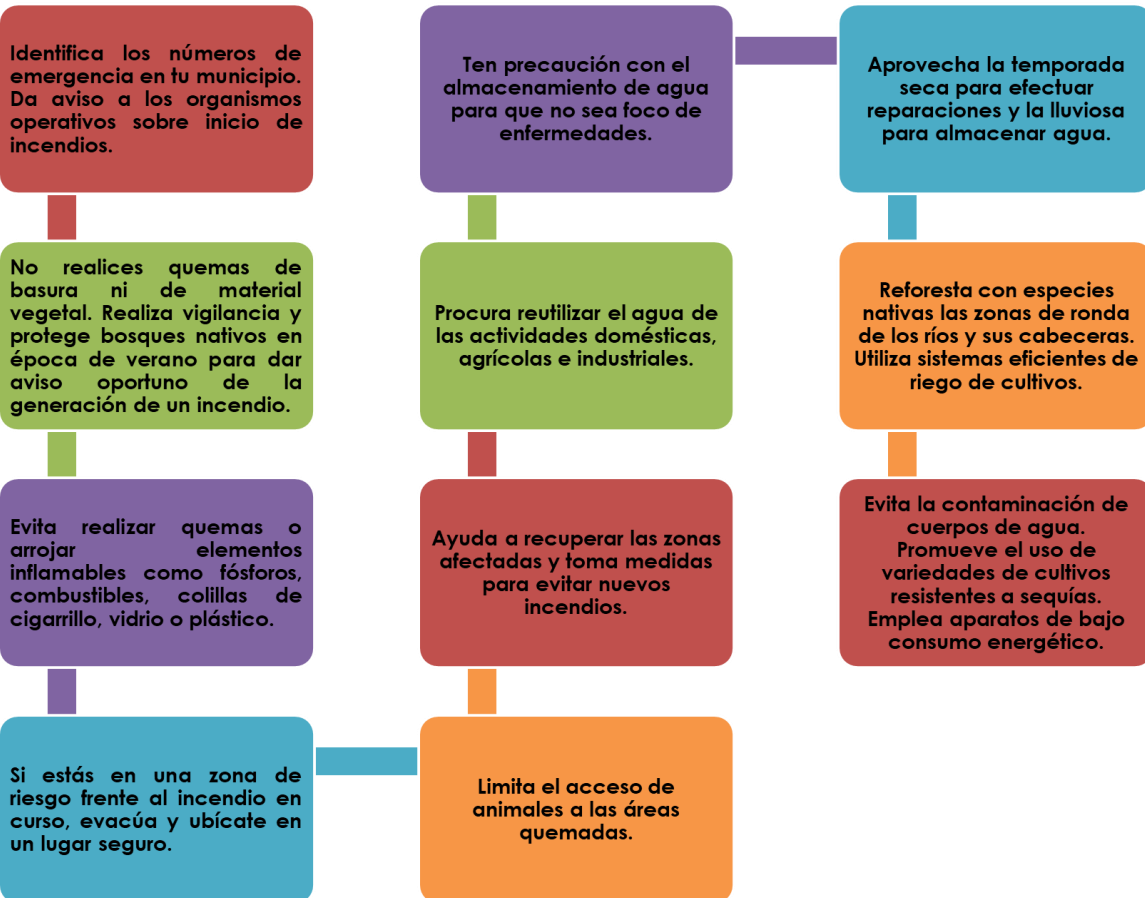 Identifica los números de
emergencia en tu municipio.
Da aviso a los organismos
operativos sobre inicio de
incendios.
No realices quemas de
basura ni de material
vegetal. Realiza vigilancia y
protege bosques nativos en
época de verano para dar
aviso oportuno de la
generación de un incendio.
Evita realizar quemas o
arrojar elementos
inflamables como fósforos,
combustibles, colillas de
cigarrillo, vidrio o plástico.
Si estás en una zona de
riesgo frente al incendio en
curso, evacúa y ubícate en
un lugar seguro.
Limita el acceso de
animales a las áreas
quemadas.
Ayuda a recuperar las zonas
afectadas y toma medidas
para evitar nuevos
incendios.
Procura reutilizar el agua de
las actividades domésticas,
agrícolas e industriales.
Ten precaución con el
almacenamiento de agua
para que no sea foco de
enfermedades.
Aprovecha la temporada
seca para efectuar
reparaciones y la lluviosa
para almacenar agua.
Reforesta con especies
nativas las zonas de ronda
de los ríos y sus cabeceras.
Utiliza sistemas eficientes de
riego de cultivos.
Evita la contaminación de
cuerpos de agua.
Promueve el uso de
variedades de cultivos
resistentes a sequías.
Emplea aparatos de bajo
consumo energético.